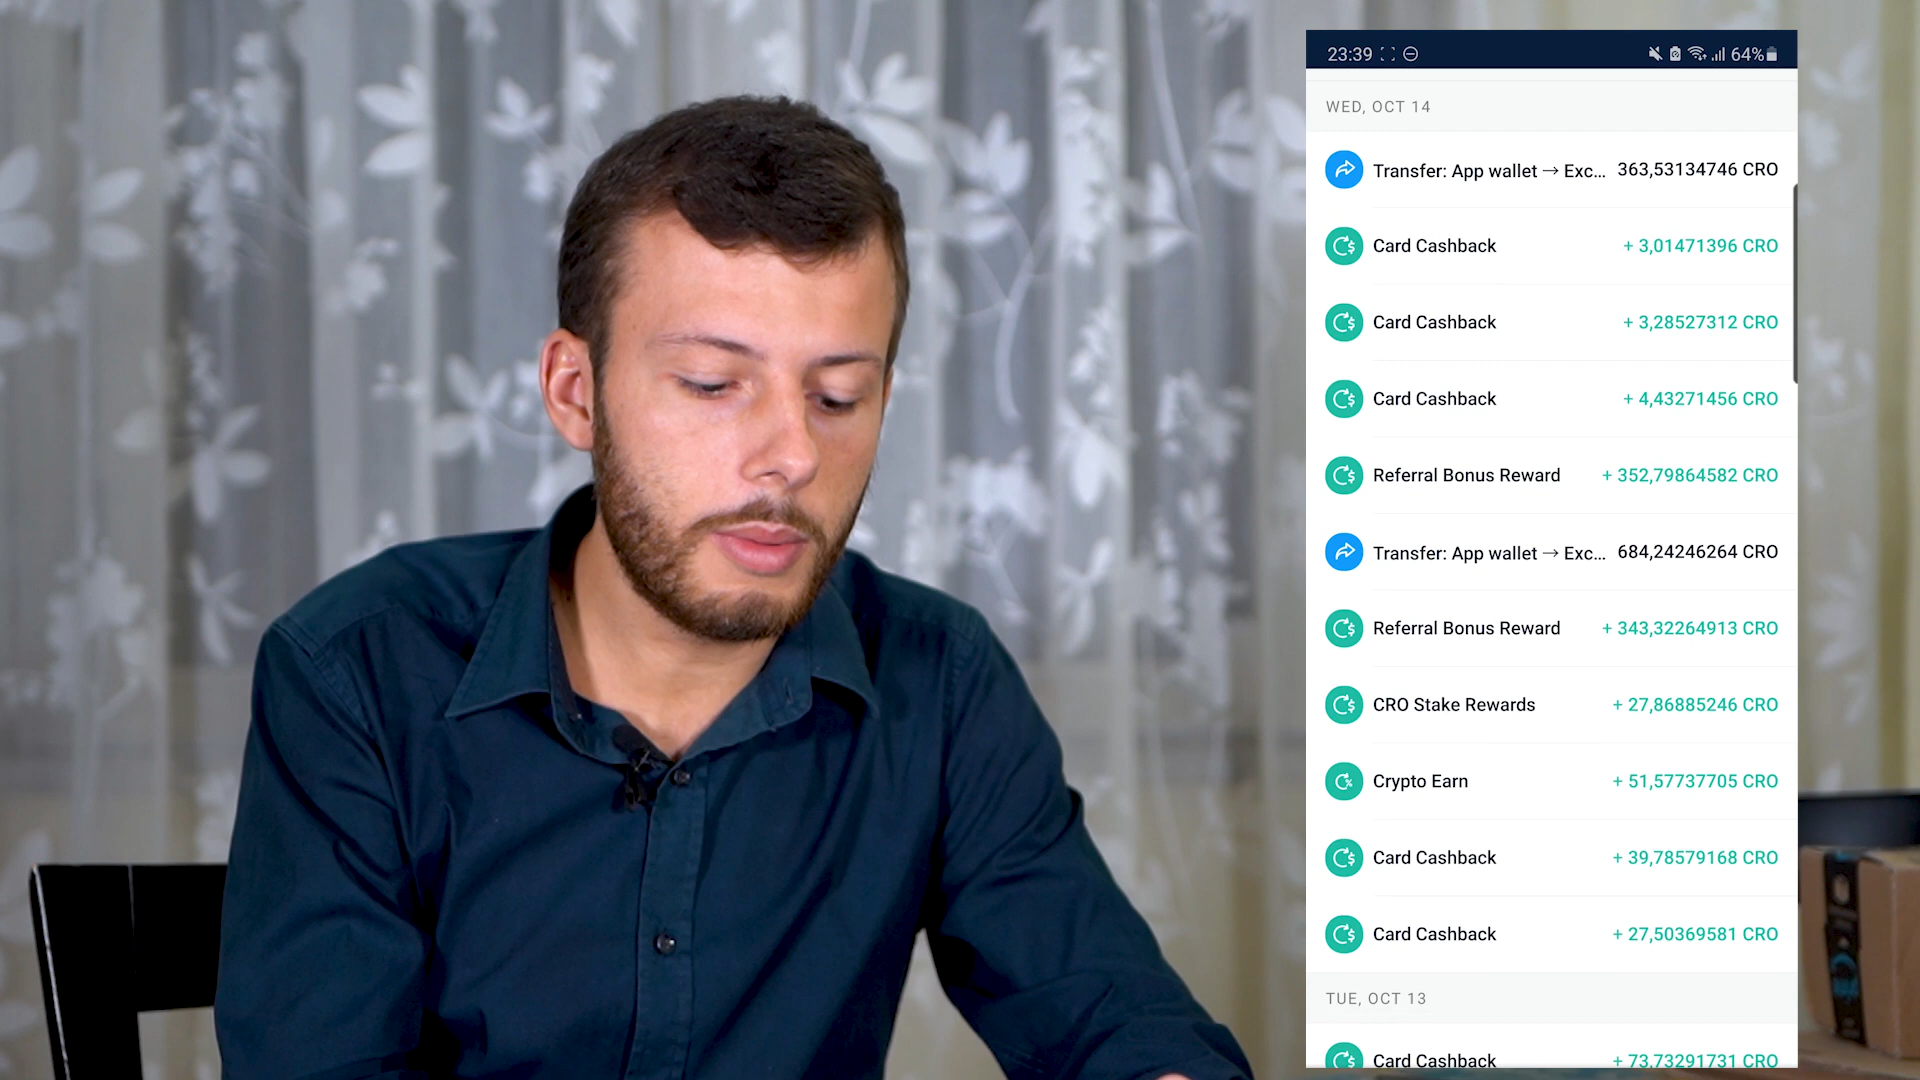 23:39 64%
WED, OCT 14
Transfer: App wallet → Exc... 363,53134746 CRO
Card Cashback + 3,01471396 CRO
Card Cashback + 3,28527312 CRO
Card Cashback + 4,43271456 CRO
Referral Bonus Reward + 352,79864582 CRO
Transfer: App wallet → Exc... 684,24246264 CRO
Referral Bonus Reward + 343,32264913 CRO
CRO Stake Rewards + 27,86885246 CRO
Crypto Earn + 51,57737705 CRO
Card Cashback + 39,78579168 CRO
Card Cashback + 27,50369581 CRO
TUE, OCT 13
Card Cashback + 73,73291731 CRO